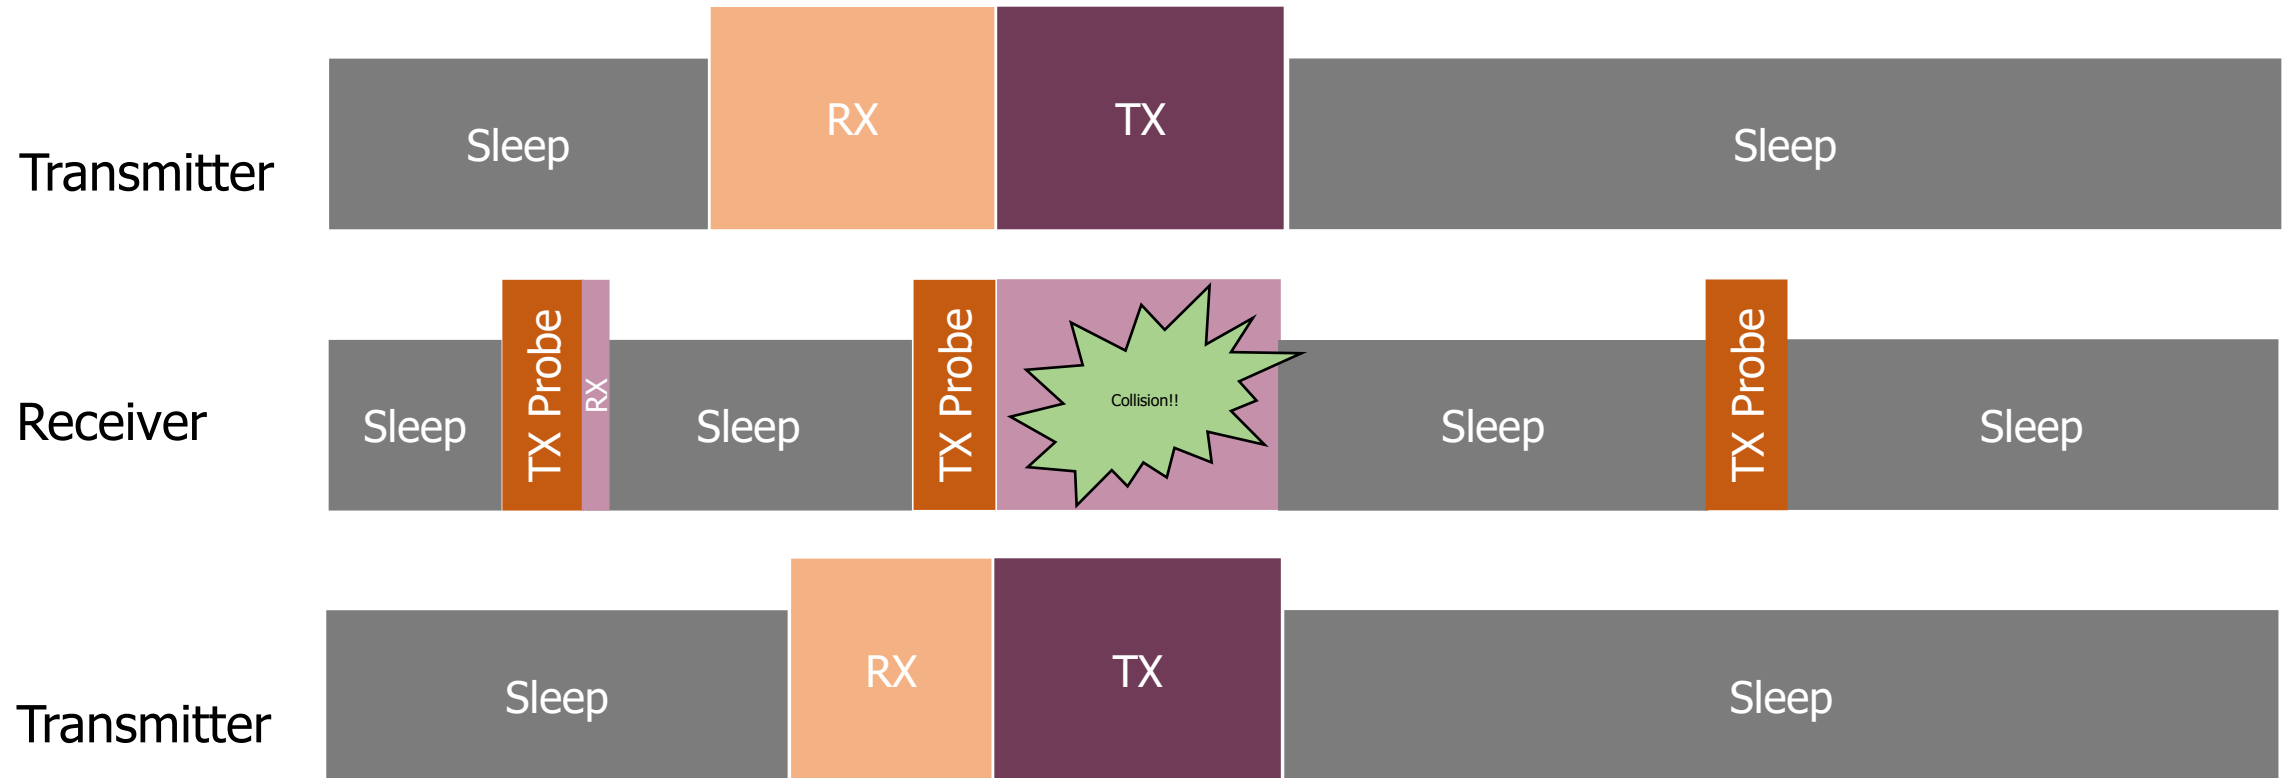 Transmitter
Sleep
RX
TX
Sleep
Receiver
Sleep
TX Probe
RX
Sleep
TX Probe
Collision!!
Sleep
TX Probe
Sleep
Transmitter
Sleep
RX
TX
Sleep